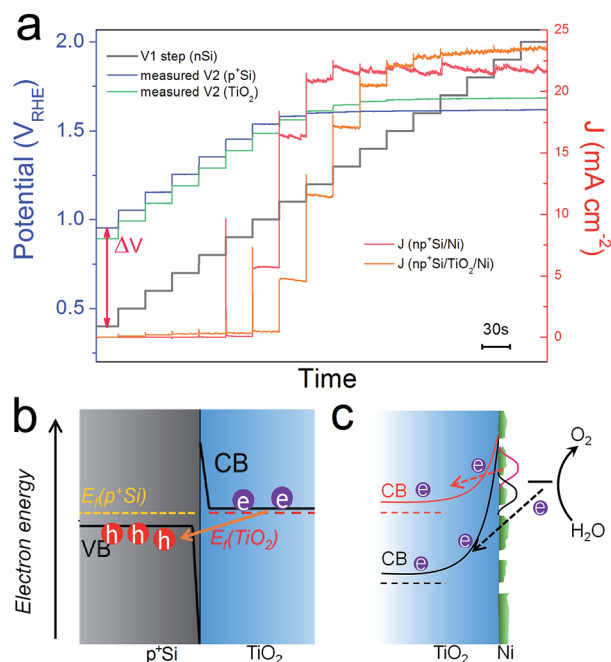 a
2.0
1.5
1.0
0.5
Potential (V_RHE)
V1 step (nSi)
measured V2 (p⁺Si)
measured V2 (TiO₂)
ΔV
J (np⁺Si/Ni)
J (np⁺Si/TiO₂/Ni)
30s
25
20
15
10
5
0
J (mA cm⁻²)
Time
b
Electron energy
CB
e e
E_f(p⁺Si)
h h h
E_f(TiO₂)
VB
p⁺Si
TiO₂
c
O₂
e
CB
e
e
H₂O
CB
e
e
TiO₂
Ni